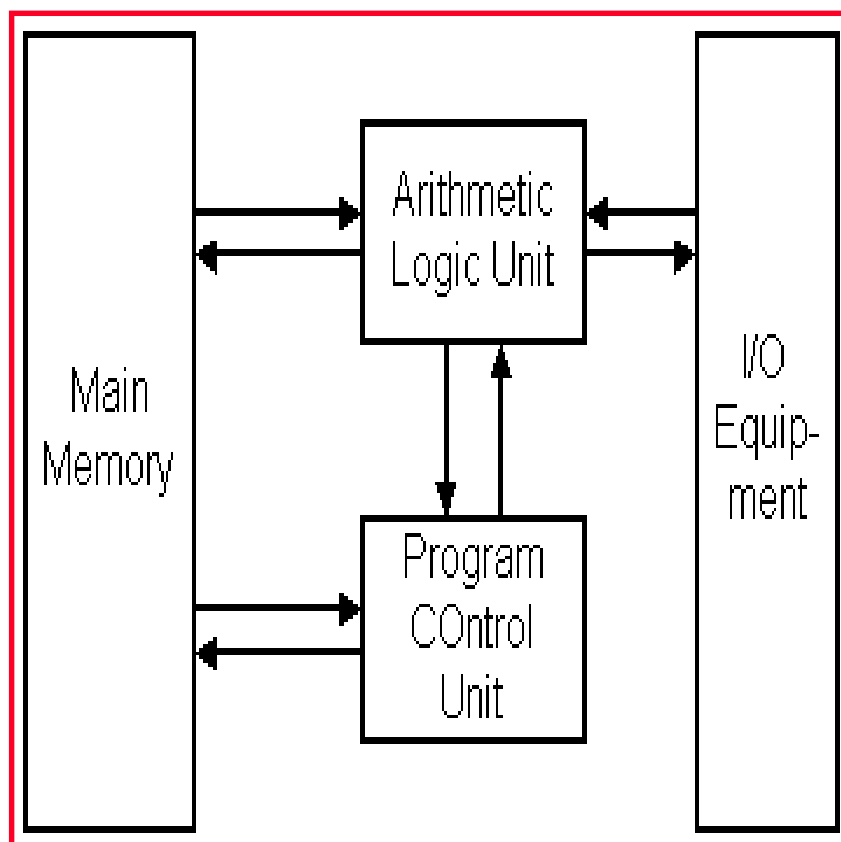 Main
Memory
Arithmetic
Logic Unit
Program
COntrol
Unit
I/O
Equip-
ment